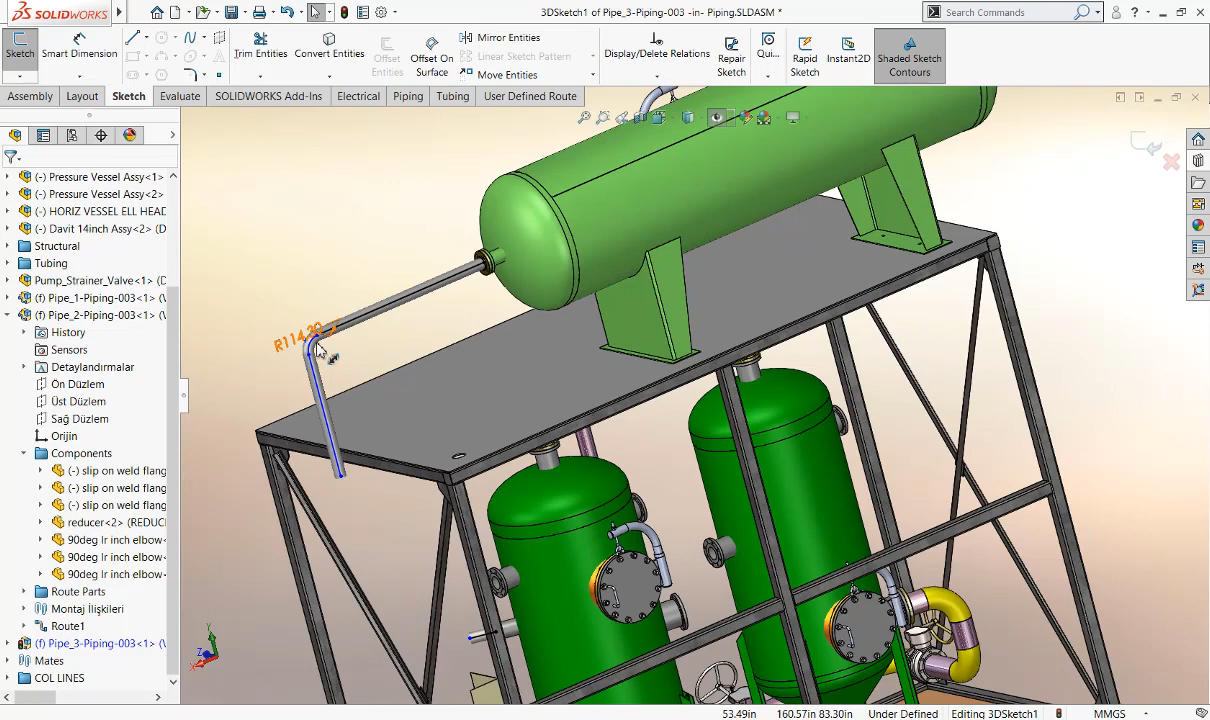 SOLIDWORKS
3DSketch1 of Pipe_3-Piping-003 -in- Piping.SLDASM *
Search Commands
?
Sketch
Smart Dimension
Trim Entities
Convert Entities
Offset Entities
Offset On Surface
Mirror Entities
Linear Sketch Pattern
Move Entities
Display/Delete Relations
Repair Sketch
Qui...
Rapid Sketch
Instant2D
Shaded Sketch Contours
Assembly
Layout
Sketch
Evaluate
SOLIDWORKS Add-Ins
Electrical
Piping
Tubing
User Defined Route
(-) Pressure Vessel Assy<1>
(-) Pressure Vessel Assy<2>
(-) HORIZ VESSEL ELL HEAD
(-) Davit 14inch Assy<2> (D
Structural
Tubing
Pump_Strainer_Valve<1> (
(f) Pipe_1-Piping-003<1> (V
(f) Pipe_2-Piping-003<1> (V
History
Sensors
Detaylandırmalar
Ön Düzlem
Üst Düzlem
Sağ Düzlem
Orijin
Components
(-) slip on weld flang
(-) slip on weld flang
(-) slip on weld flang
reducer<2> (REDUC
90deg lr inch elbow
90deg lr inch elbow
90deg lr inch elbow
Route Parts
Montaj İlişkileri
Route1
(f) Pipe_3-Piping-003<1> (V
Mates
COL LINES
R114.30
Y
Z
X
53.49in
160.57in 83.30in
Under Defined
Editing 3DSketch1
MMGS